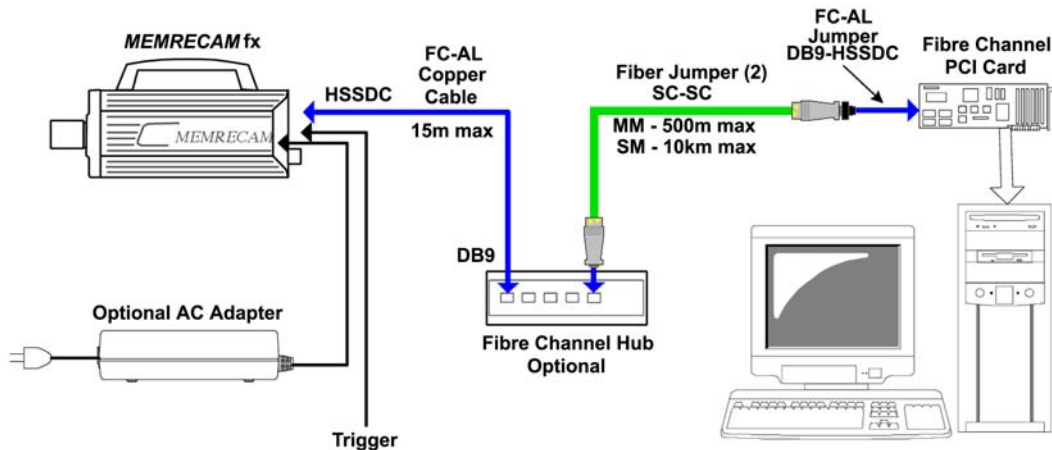 MEMRECAM fx
MEMRECAM
HSSDC
FC-AL
Copper
Cable
15m max
Fiber Jumper (2)
SC-SC
MM - 500m max
SM - 10km max
FC-AL
Jumper
DB9-HSSDC
Fibre Channel
PCI Card
DB9
Fibre Channel Hub
Optional
Optional AC Adapter
Trigger